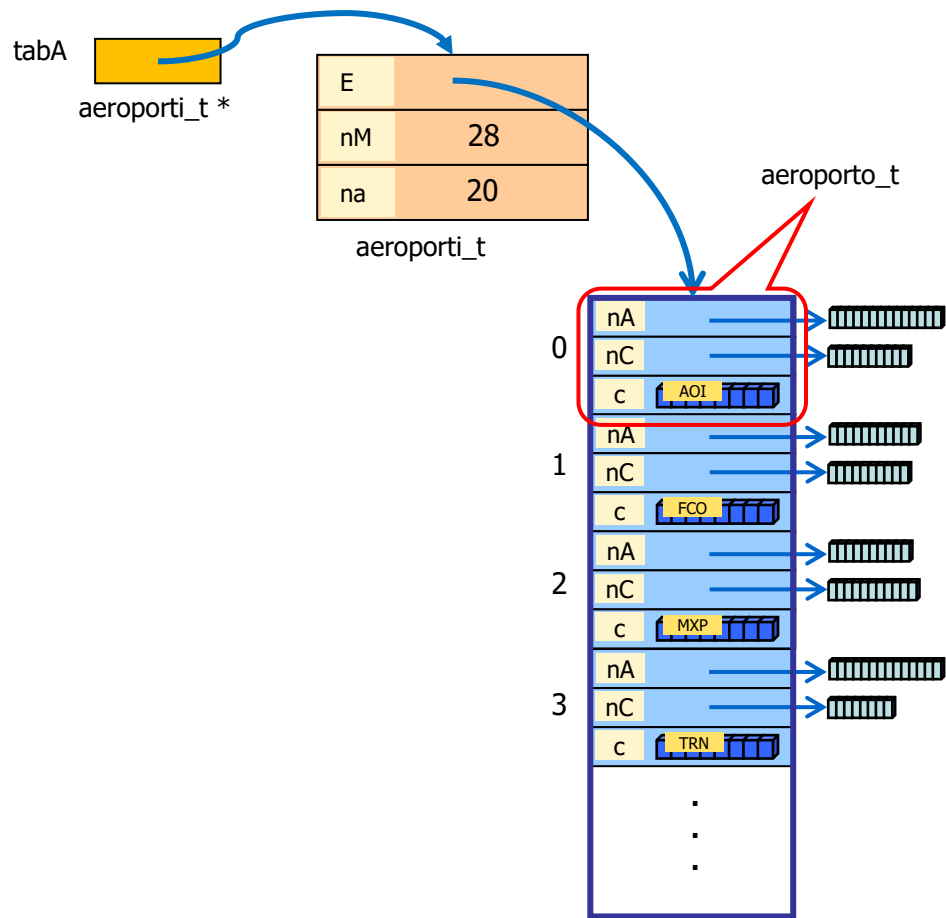 tabA
aeroporti_t *
E
nM 28
na 20
aeroporti_t
aeroporto_t
0
nA
nC
c AOI
1
nA
nC
c FCO
2
nA
nC
c MXP
3
nA
nC
c TRN
.
.
.